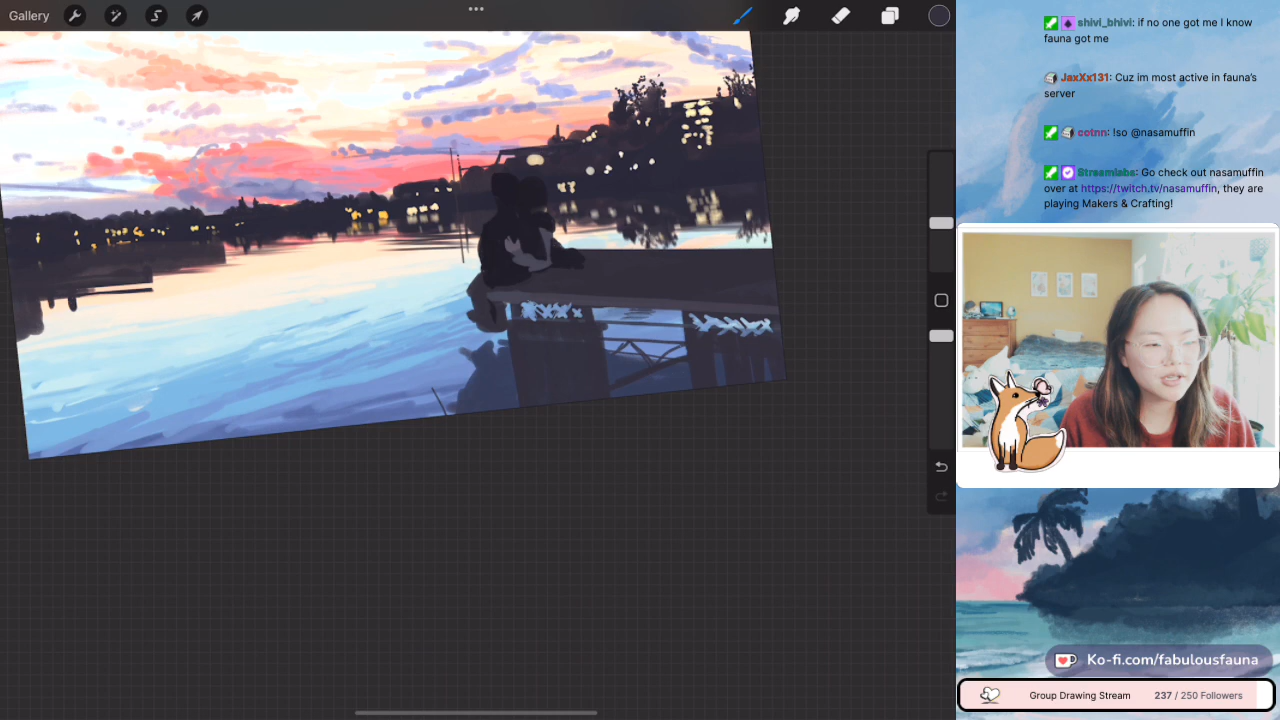 Gallery
shivi_bhivi: if no one got me I know
fauna got me
JaxXx131: Cuz im most active in fauna's
server
cotnn: !so @nasamuffin
Streamlabs: Go check out nasamuffin
over at https://twitch.tv/nasamuffin, they are
playing Makers & Crafting!
Ko-fi.com/fabulousfauna
Group Drawing Stream 237 / 250 Followers